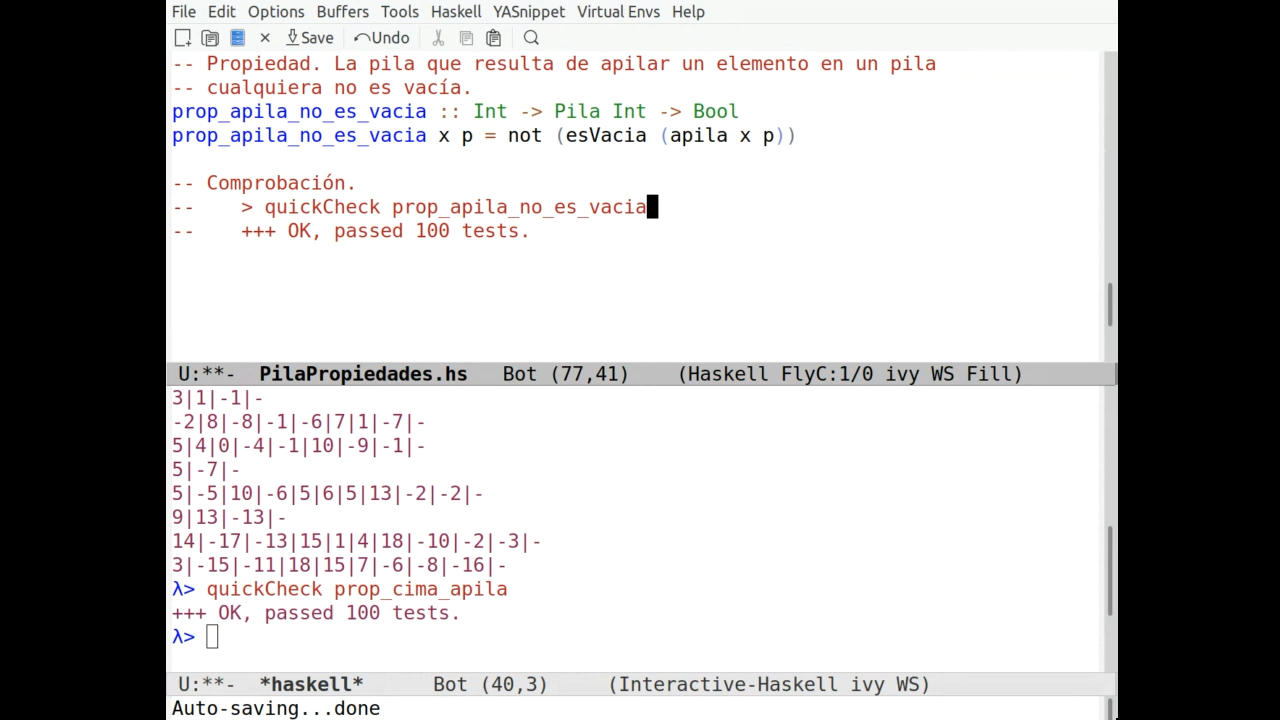 File Edit Options Buffers Tools Haskell YASnippet Virtual Envs Help
Save Undo
-- Propiedad. La pila que resulta de apilar un elemento en un pila
-- cualquiera no es vacía.
prop_apila_no_es_vacia :: Int -> Pila Int -> Bool
prop_apila_no_es_vacia x p = not (esVacia (apila x p))
-- Comprobación.
--    > quickCheck prop_apila_no_es_vacia
--    +++ OK, passed 100 tests.
U:**-  PilaPropiedades.hs   Bot (77,41)    (Haskell FlyC:1/0 ivy WS Fill)
3|1|-1|-
-2|8|-8|-1|-6|7|1|-7|-
5|4|0|-4|-1|10|-9|-1|-
5|-7|-
5|-5|10|-6|5|6|5|13|-2|-2|-
9|13|-13|-
14|-17|-13|15|1|4|18|-10|-2|-3|-
3|-15|-11|18|15|7|-6|-8|-16|-
λ> quickCheck prop_cima_apila
+++ OK, passed 100 tests.
λ>
U:**-  *haskell*      Bot (40,3)     (Interactive-Haskell ivy WS)
Auto-saving...done